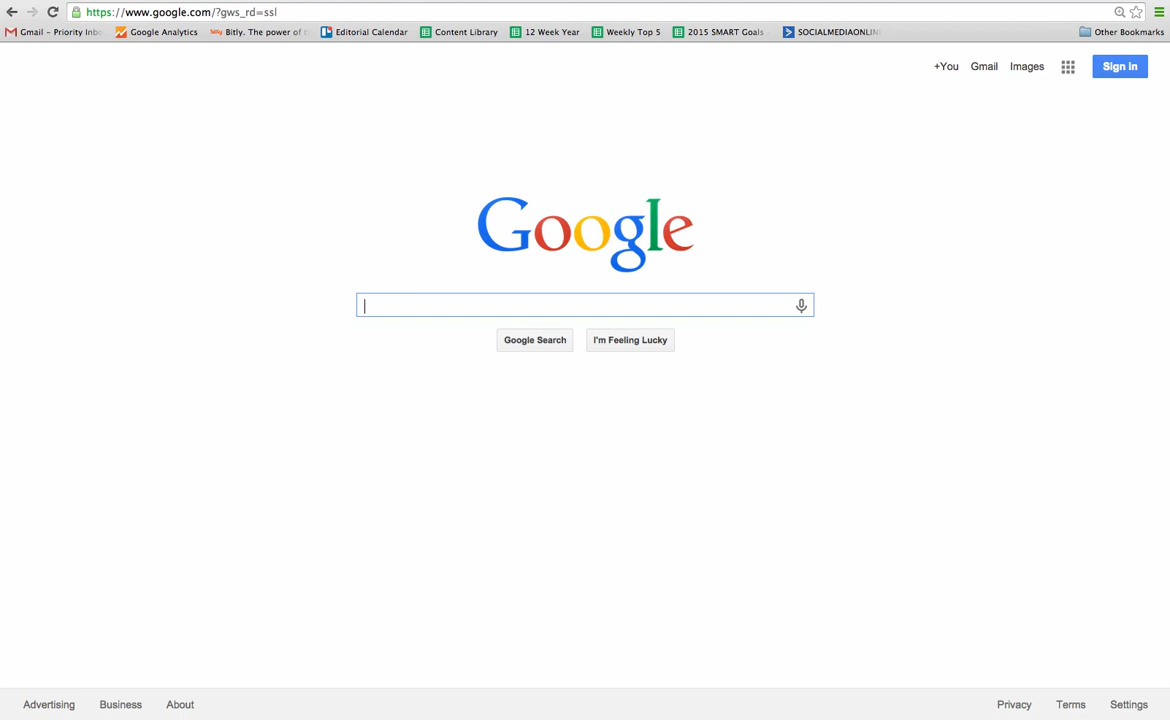 https://www.google.com/?gws_rd=ssl
Gmail - Priority Inbo Google Analytics Bitly. The power of Editorial Calendar Content Library 12 Week Year Weekly Top 5 2015 SMART Goals SOCIALMEDIAONLIN Other Bookmarks
+You Gmail Images Sign in
Google
Google Search I'm Feeling Lucky
Advertising Business About Privacy Terms Settings